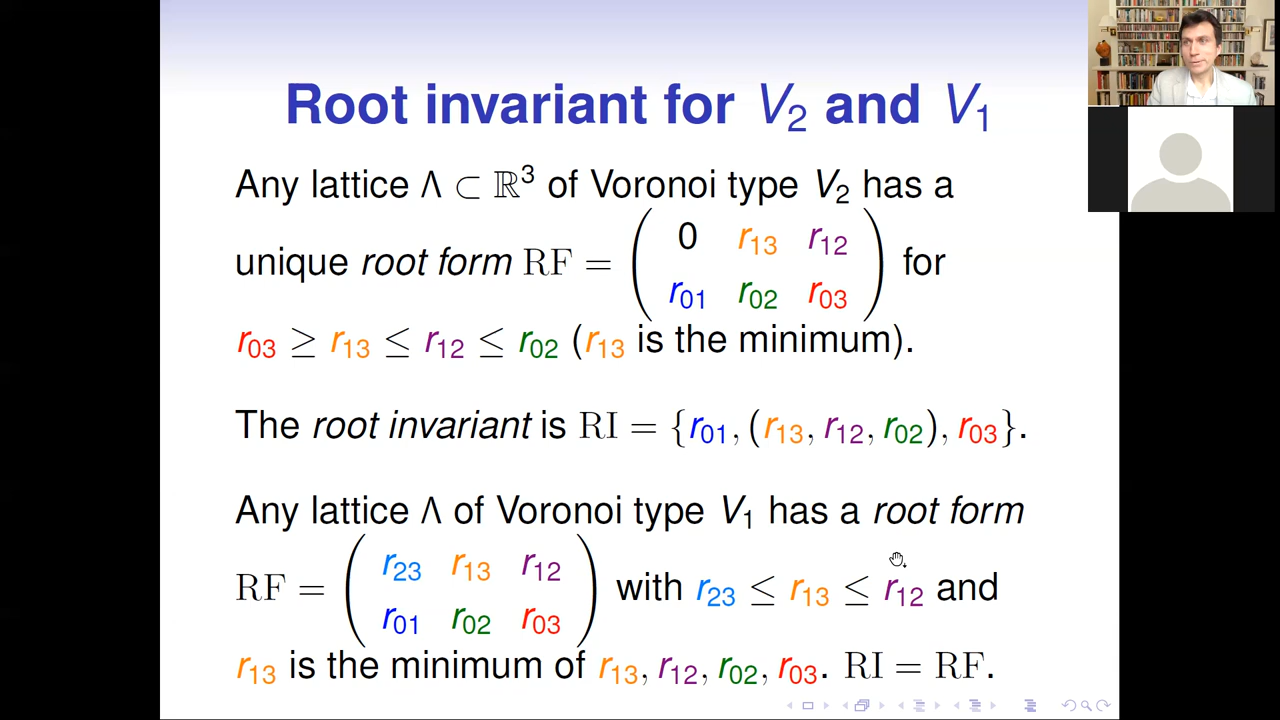 Root invariant for V₂ and V₁
Any lattice Λ ⊂ ℝ³ of Voronoi type V₂ has a
unique root form RF = ( 0 r₁₃ r₁₂ ; r₀₁ r₀₂ r₀₃ ) for
r₀₃ ≥ r₁₃ ≤ r₁₂ ≤ r₀₂ (r₁₃ is the minimum).
The root invariant is RI = {r₀₁, (r₁₃, r₁₂, r₀₂), r₀₃}.
Any lattice Λ of Voronoi type V₁ has a root form
RF = ( r₂₃ r₁₃ r₁₂ ; r₀₁ r₀₂ r₀₃ ) with r₂₃ ≤ r₁₃ ≤ r₁₂ and
r₁₃ is the minimum of r₁₃, r₁₂, r₀₂, r₀₃. RI = RF.